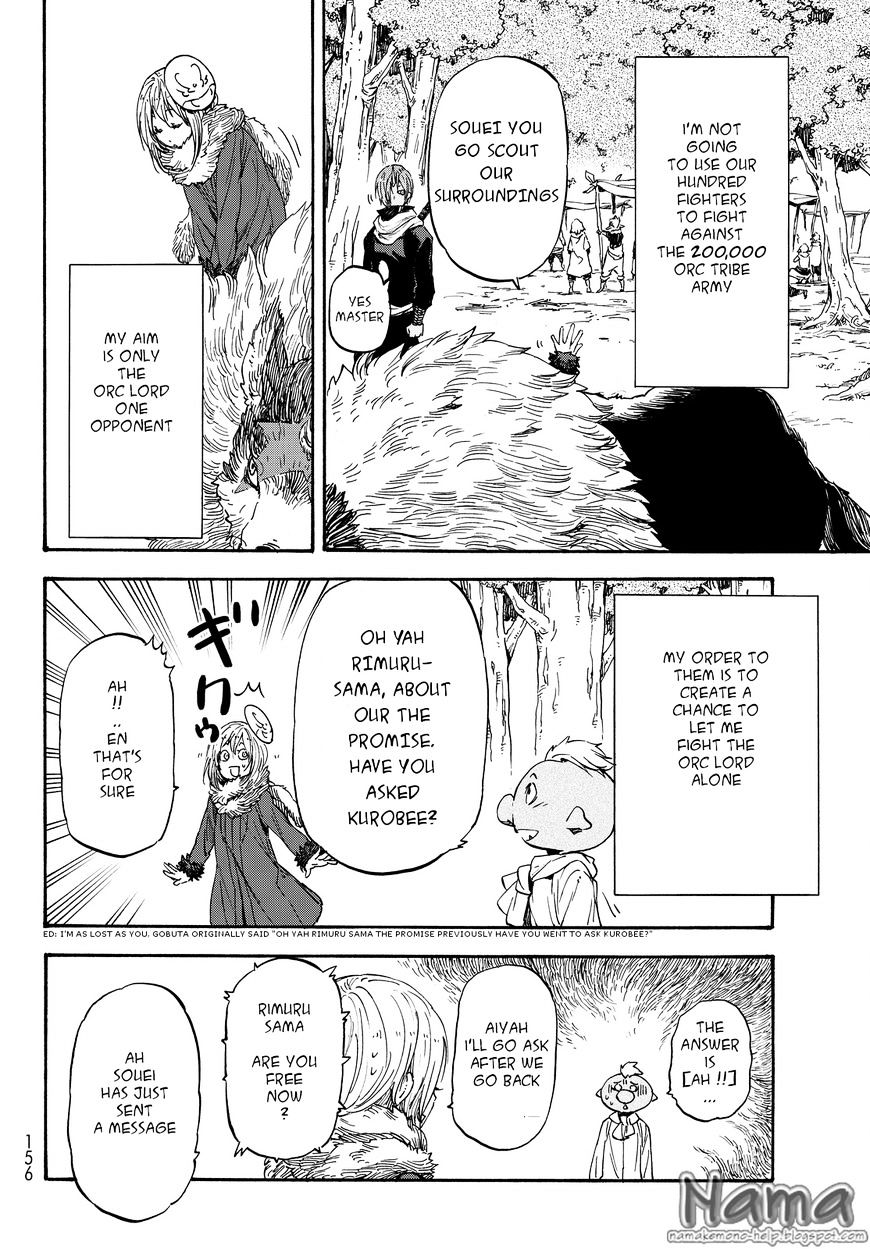 I'M NOT
GOING
TO USE OUR
HUNDRED
FIGHTERS
TO FIGHT
AGAINST
THE 200,000
ORC TRIBE
ARMY
SOUEI YOU
GO SCOUT
OUR
SURROUNDINGS
YES
MASTER
MY AIM
IS ONLY
THE
ORC LORD
ONE
OPPONENT
MY ORDER TO
THEM IS TO
CREATE A
CHANCE TO
LET ME
FIGHT THE
ORC LORD
ALONE
OH YAH
RIMURU-
SAMA, ABOUT
OUR THE
PROMISE.
HAVE YOU
ASKED
KUROBEE?
ギクゥ
AH
!!
..
EN
THAT'S
FOR
SURE
ED: I'M AS LOST AS YOU. GOBUTA ORIGINALLY SAID "OH YAH RIMURU SAMA THE PROMISE PREVIOUSLY HAVE YOU WENT TO ASK KUROBEE?"
THE
ANSWER
IS
[AH !!]
...
AIYAH
I'LL GO ASK
AFTER WE
GO BACK
RIMURU
SAMA
ARE YOU
FREE
NOW
?
AH
SOUEI
HAS JUST
SENT
A MESSAGE
156
Nama
namakemono-help.blogspot.com